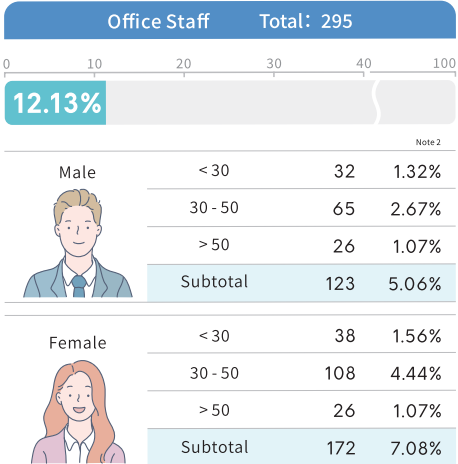 Office Staff Total： 295
0 10 20 30 40 100
12.13%
Note 2
Male
< 30 32 1.32%
30 - 50 65 2.67%
> 50 26 1.07%
Subtotal 123 5.06%
Female
< 30 38 1.56%
30 - 50 108 4.44%
> 50 26 1.07%
Subtotal 172 7.08%